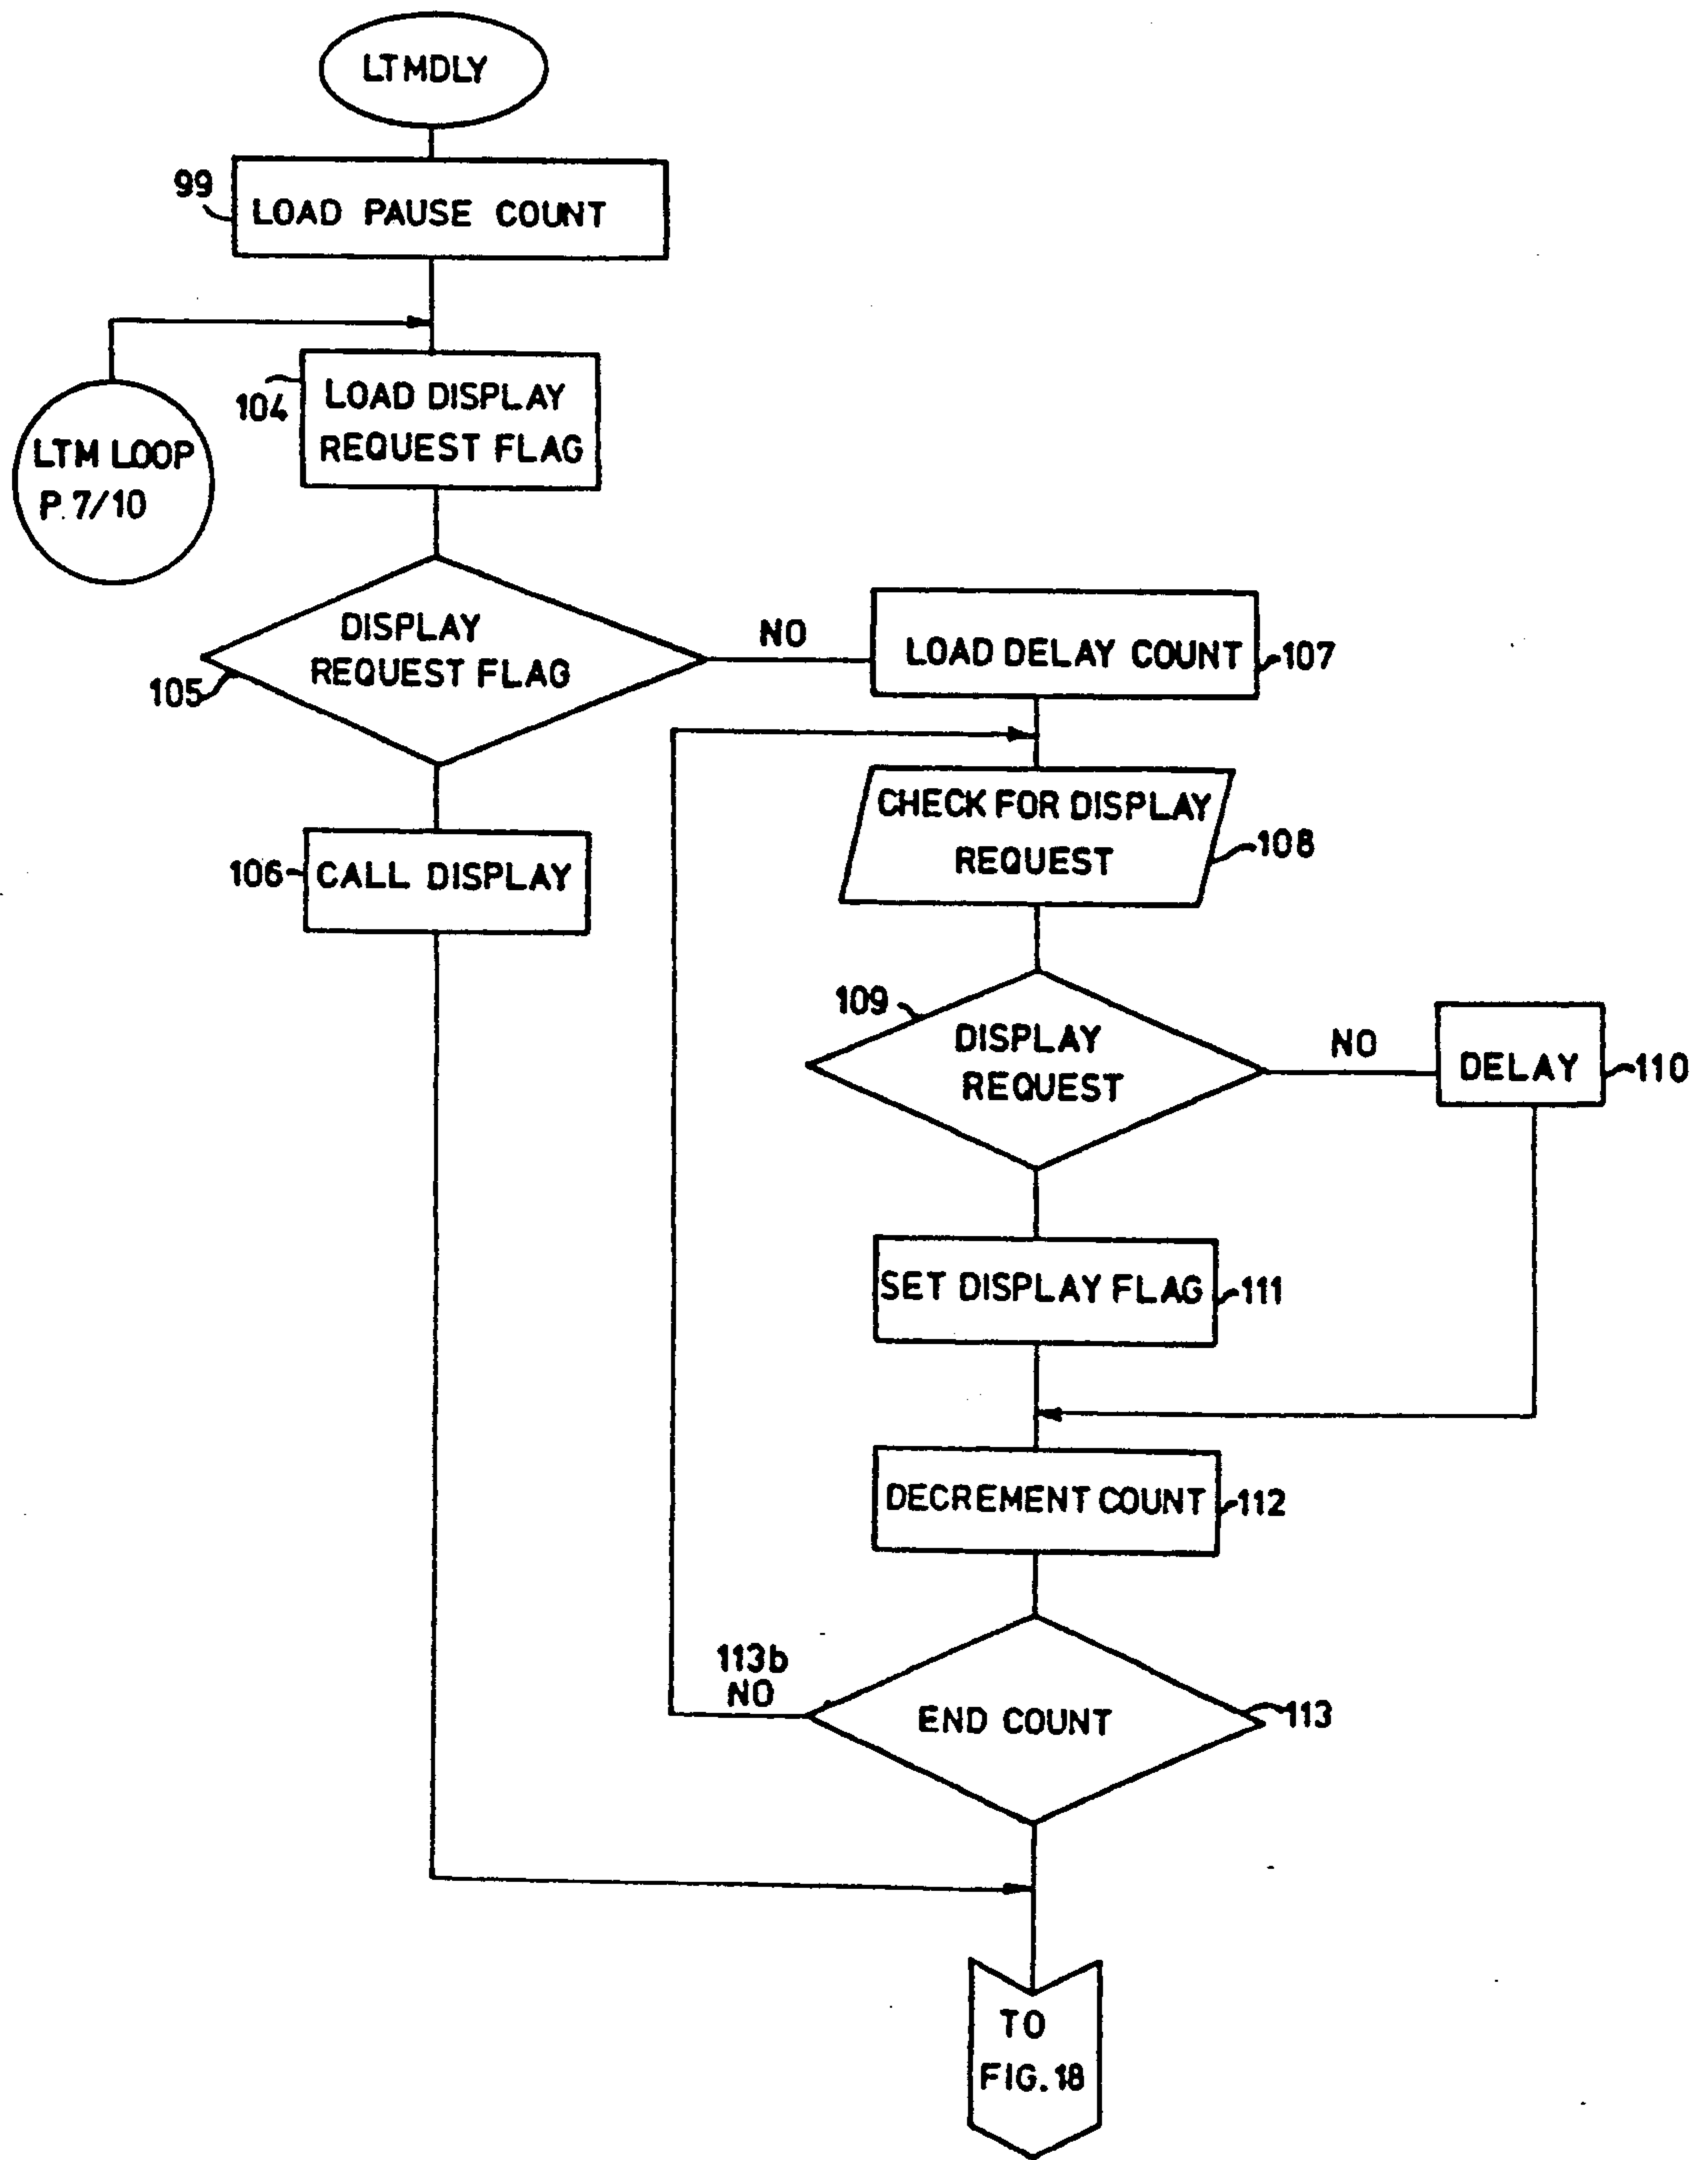 LTMDLY
99
LOAD PAUSE COUNT
104
LOAD DISPLAY
REQUEST FLAG
LTM LOOP
P. 7/10
DISPLAY
REQUEST FLAG
105
NO
LOAD DELAY COUNT
107
CHECK FOR DISPLAY
REQUEST
108
106
CALL DISPLAY
109
DISPLAY
REQUEST
NO
DELAY
110
SET DISPLAY FLAG
111
DECREMENT COUNT
112
113b
NO
END COUNT
113
TO
FIG. 18